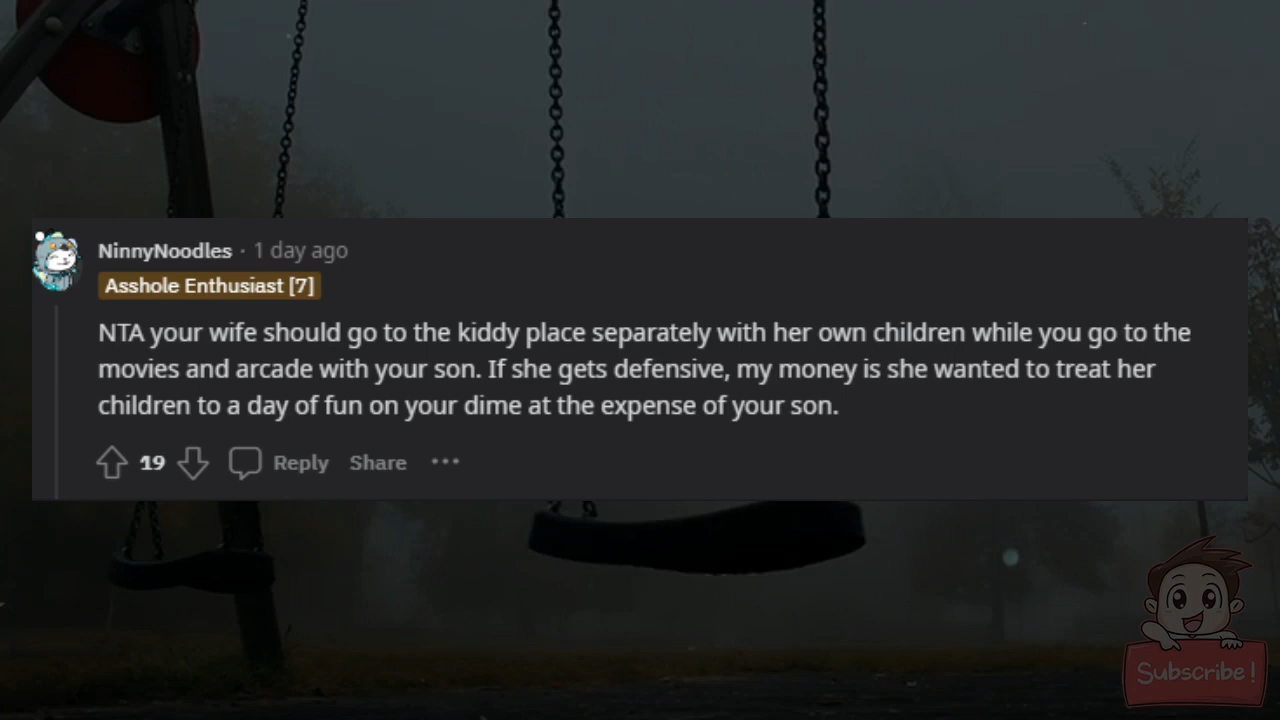 NinnyNoodles · 1 day ago
Asshole Enthusiast [7]
NTA your wife should go to the kiddy place separately with her own children while you go to the
movies and arcade with your son. If she gets defensive, my money is she wanted to treat her
children to a day of fun on your dime at the expense of your son.
19 Reply Share ···
Subscribe!